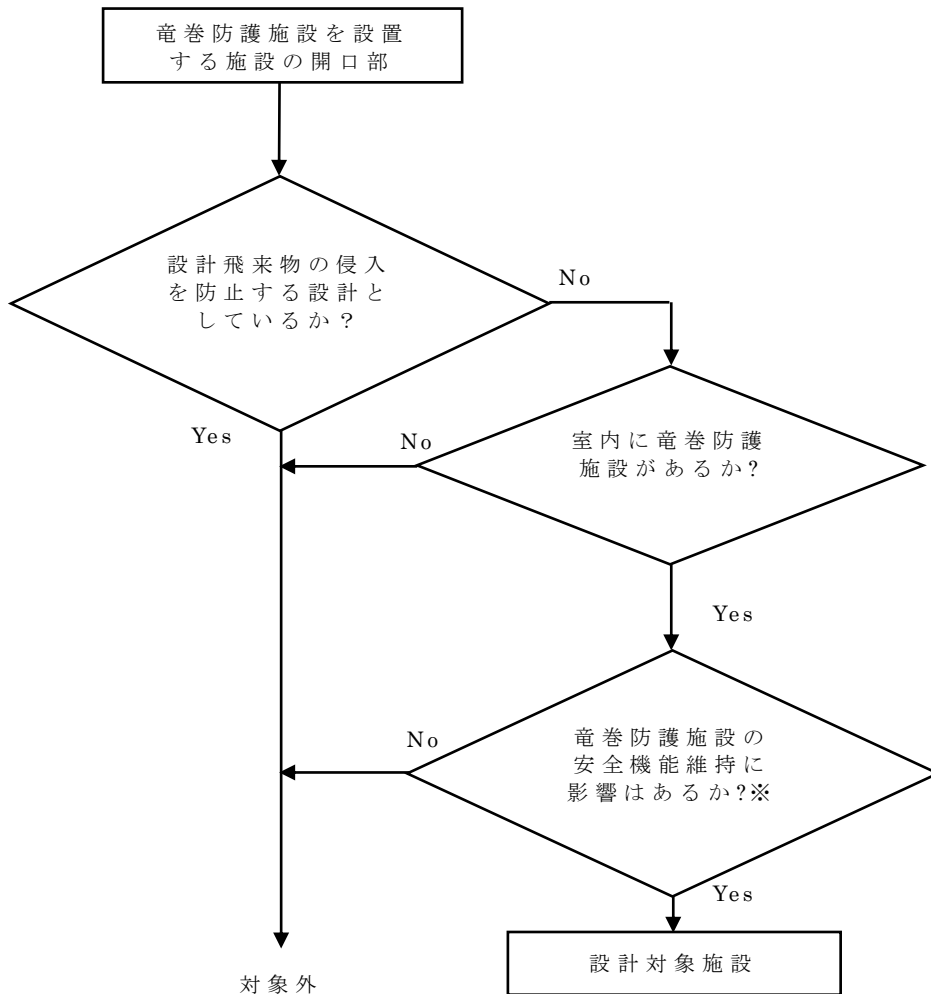 竜巻防護施設を設置
する施設の開口部
設計飛来物の侵入
を防止する設計と
しているか？
No
Yes
No
室内に竜巻防護
施設があるか?
Yes
No
竜巻防護施設の
安全機能維持に
影響はあるか?※
Yes
設計対象施設
対象外